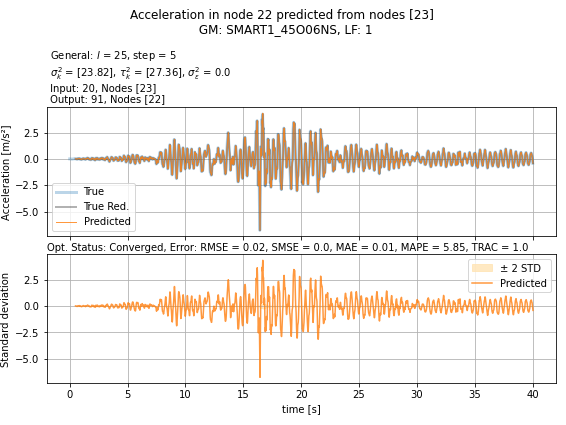 Acceleration in node 22 predicted from nodes [23]
GM: SMART1_45O06NS, LF: 1
General: l = 25, step = 5
σ²ₖ = [23.82], τ²ₖ = [27.36], σ²_ε = 0.0
Input: 20, Nodes [23]
Output: 91, Nodes [22]
Acceleration [m/s²]
2.5
0.0
−2.5
−5.0
True
True Red.
Predicted
Opt. Status: Converged, Error: RMSE = 0.02, SMSE = 0.0, MAE = 0.01, MAPE = 5.85, TRAC = 1.0
Standard deviation
2.5
0.0
−2.5
−5.0
± 2 STD
Predicted
0 5 10 15 20 25 30 35 40
time [s]